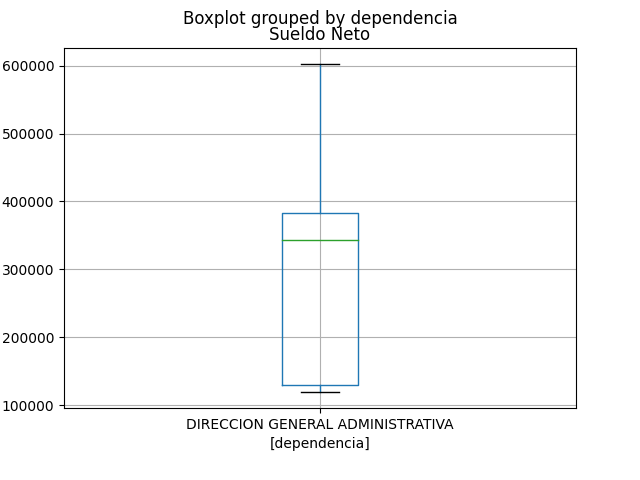 Boxplot grouped by dependencia
Sueldo Neto
600000
500000
400000
300000
200000
100000
DIRECCION GENERAL ADMINISTRATIVA
[dependencia]